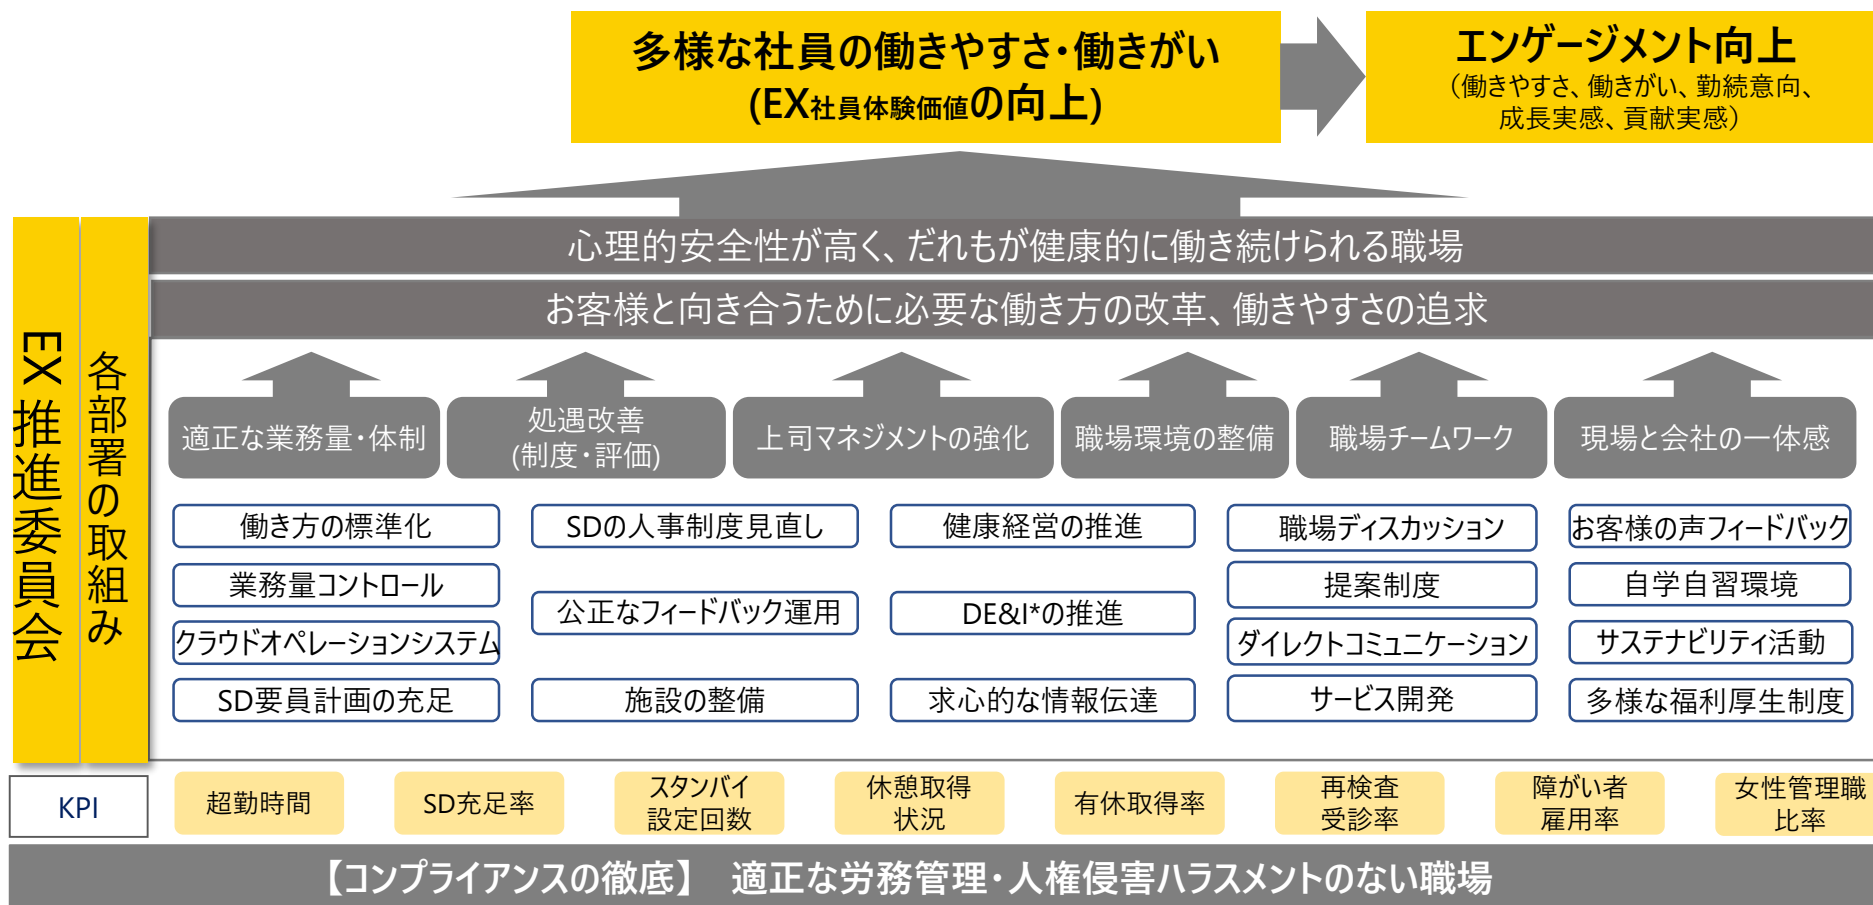 多様な社員の働きやすさ・働きがい
(EX社員体験価値の向上)
エンゲージメント向上
（働きやすさ、働きがい、勤続意向、
成長実感、貢献実感）
EX推進委員会
各部署の取組み
心理的安全性が高く、だれもが健康的に働き続けられる職場
お客様と向き合うために必要な働き方の改革、働きやすさの追求
適正な業務量・体制
処遇改善
(制度・評価)
上司マネジメントの強化
職場環境の整備
職場チームワーク
現場と会社の一体感
働き方の標準化
業務量コントロール
クラウドオペレーションシステム
SD要員計画の充足
SDの人事制度見直し
公正なフィードバック運用
施設の整備
健康経営の推進
DE&I*の推進
求心的な情報伝達
職場ディスカッション
提案制度
ダイレクトコミュニケーション
サービス開発
お客様の声フィードバック
自学自習環境
サステナビリティ活動
多様な福利厚生制度
KPI
超勤時間
SD充足率
スタンバイ
設定回数
休憩取得
状況
有休取得率
再検査
受診率
障がい者
雇用率
女性管理職
比率
【コンプライアンスの徹底】　適正な労務管理・人権侵害ハラスメントのない職場